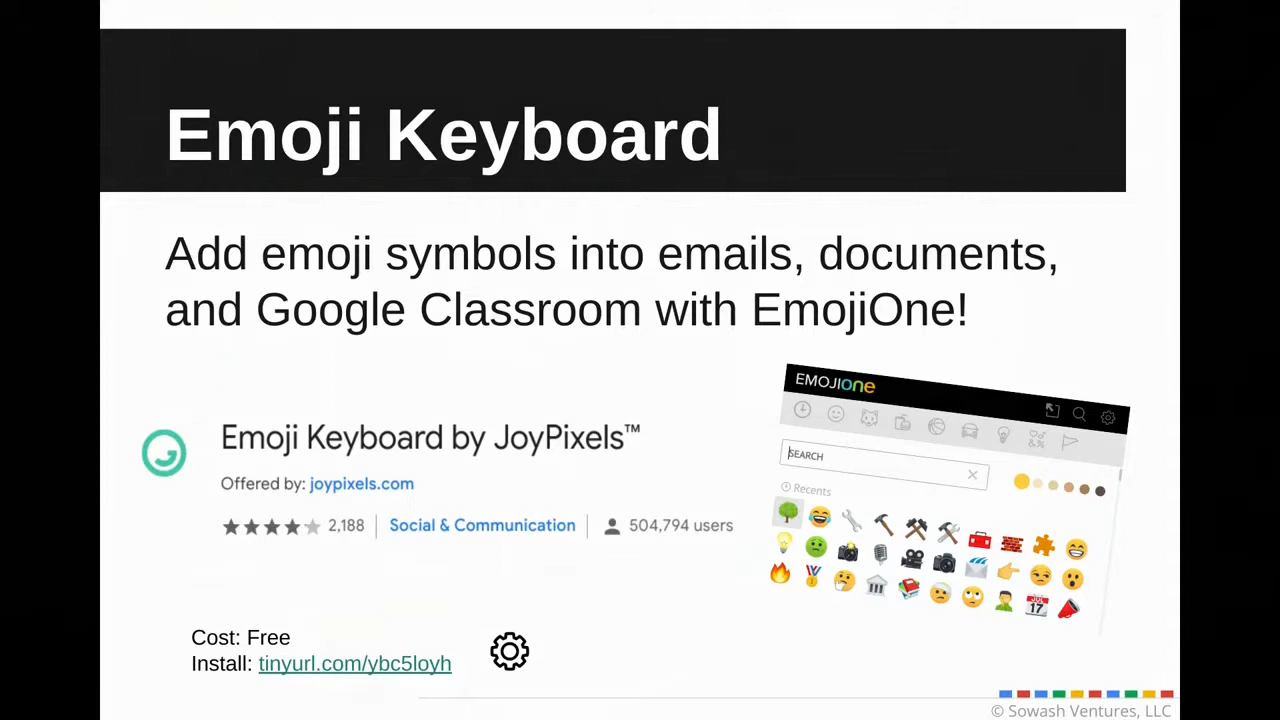 Emoji Keyboard
Add emoji symbols into emails, documents,
and Google Classroom with EmojiOne!
EMOJIone
&%
SEARCH
Recents
JUL
17
Emoji Keyboard by JoyPixels™
Offered by: joypixels.com
2,188
Social & Communication
504,794 users
Cost: Free
Install: tinyurl.com/ybc5loyh
© Sowash Ventures, LLC